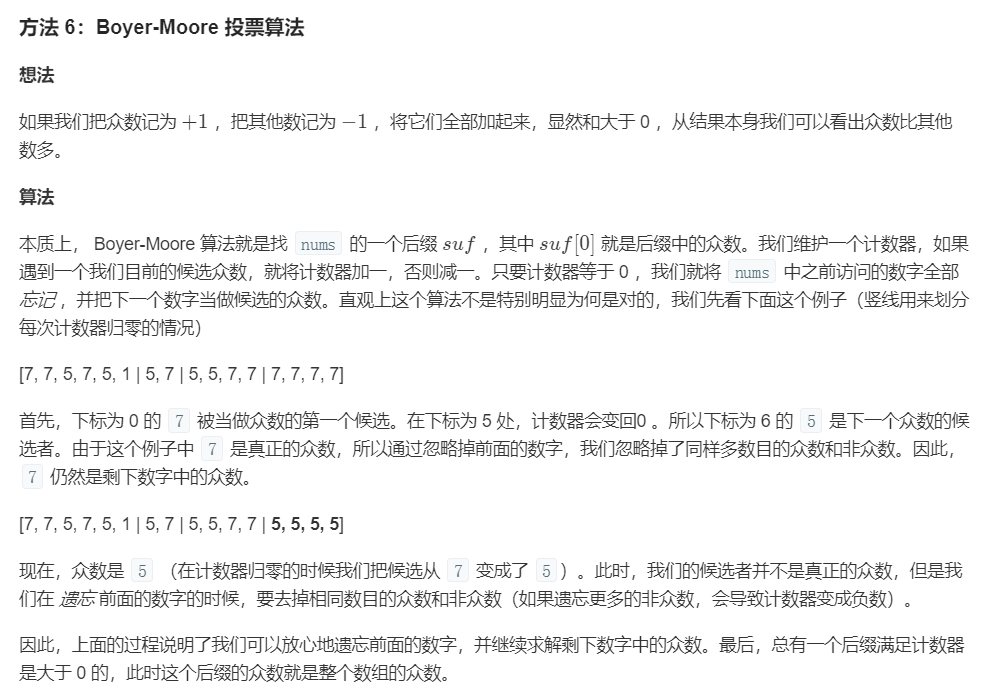 方法 6：Boyer-Moore 投票算法
想法
如果我们把众数记为 +1 ，把其他数记为 −1 ，将它们全部加起来，显然和大于 0 ，从结果本身我们可以看出众数比其他
数多。
算法
本质上， Boyer-Moore 算法就是找 nums 的一个后缀 suf ，其中 suf[0] 就是后缀中的众数。我们维护一个计数器，如果
遇到一个我们目前的候选众数，就将计数器加一，否则减一。只要计数器等于 0 ，我们就将 nums 中之前访问的数字全部
忘记 ，并把下一个数字当做候选的众数。直观上这个算法不是特别明显为何是对的，我们先看下面这个例子（竖线用来划分
每次计数器归零的情况）
[7, 7, 5, 7, 5, 1 | 5, 7 | 5, 5, 7, 7 | 7, 7, 7, 7]
首先，下标为 0 的 7 被当做众数的第一个候选。在下标为 5 处，计数器会变回0 。所以下标为 6 的 5 是下一个众数的候
选者。由于这个例子中 7 是真正的众数，所以通过忽略掉前面的数字，我们忽略掉了同样多数目的众数和非众数。因此，
7 仍然是剩下数字中的众数。
[7, 7, 5, 7, 5, 1 | 5, 7 | 5, 5, 7, 7 | 5, 5, 5, 5]
现在，众数是 5 （在计数器归零的时候我们把候选从 7 变成了 5 ）。此时，我们的候选者并不是真正的众数，但是我
们在 遗忘 前面的数字的时候，要去掉相同数目的众数和非众数（如果遗忘更多的非众数，会导致计数器变成负数）。
因此，上面的过程说明了我们可以放心地遗忘前面的数字，并继续求解剩下数字中的众数。最后，总有一个后缀满足计数器
是大于 0 的，此时这个后缀的众数就是整个数组的众数。